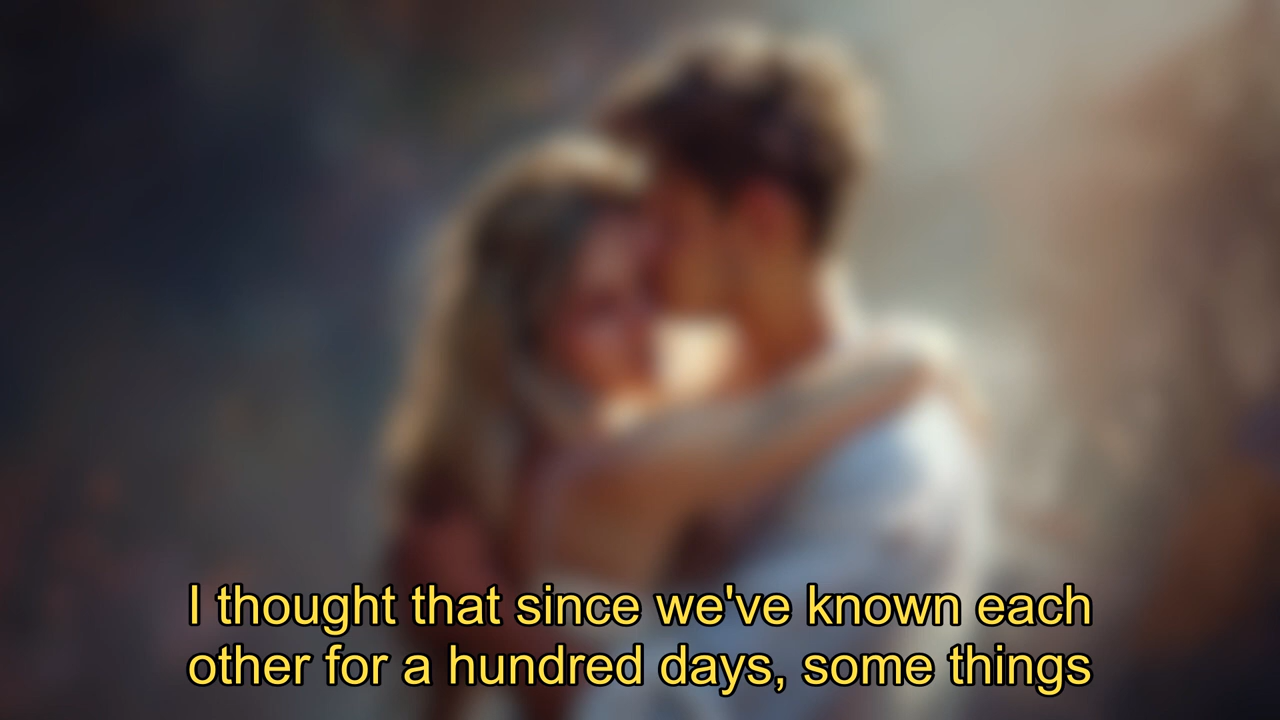 I thought that since we've known each
other for a hundred days, some things